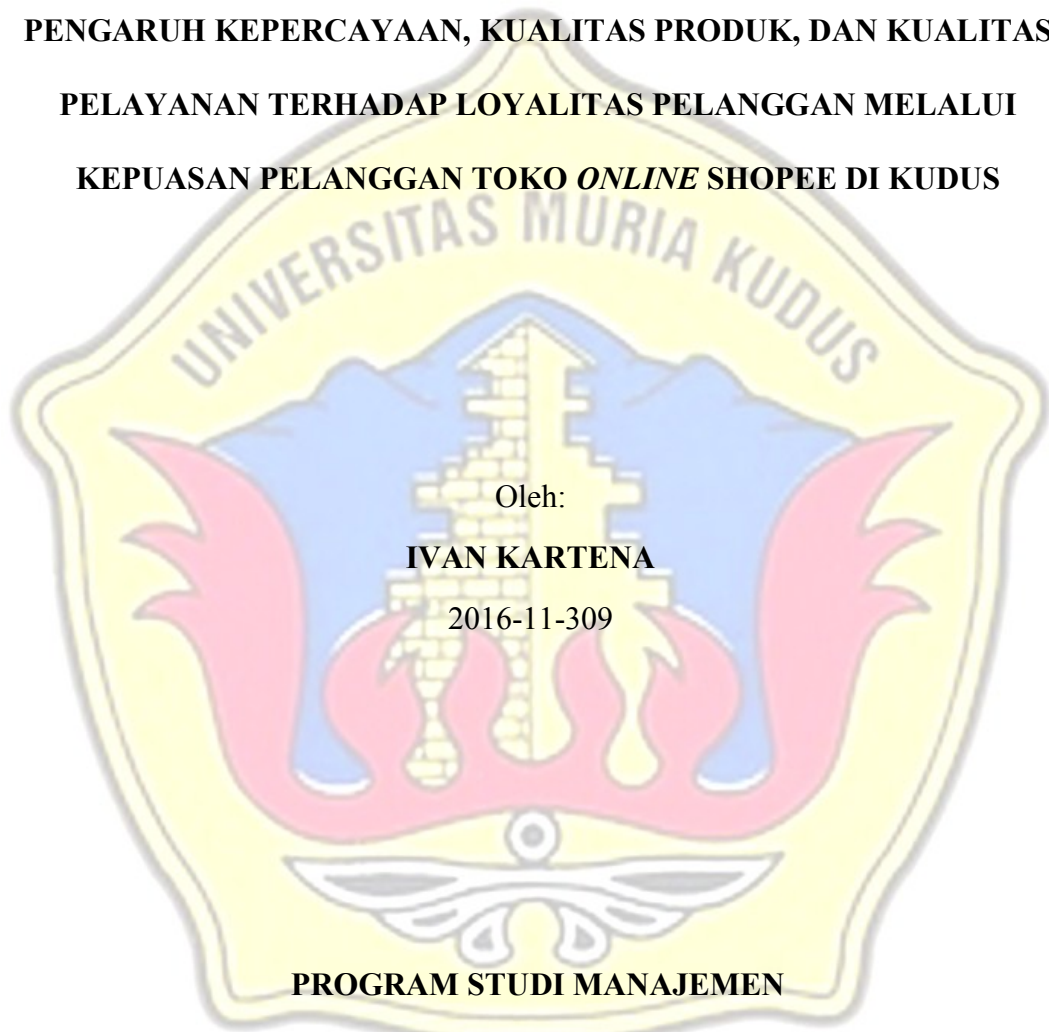 PENGARUH KEPERCAYAAN, KUALITAS PRODUK, DAN KUALITAS
PELAYANAN TERHADAP LOYALITAS PELANGGAN MELALUI
KEPUASAN PELANGGAN TOKO ONLINE SHOPEE DI KUDUS
UNIVERSITAS MURIA KUDUS
Oleh:
IVAN KARTENA
2016-11-309
PROGRAM STUDI MANAJEMEN